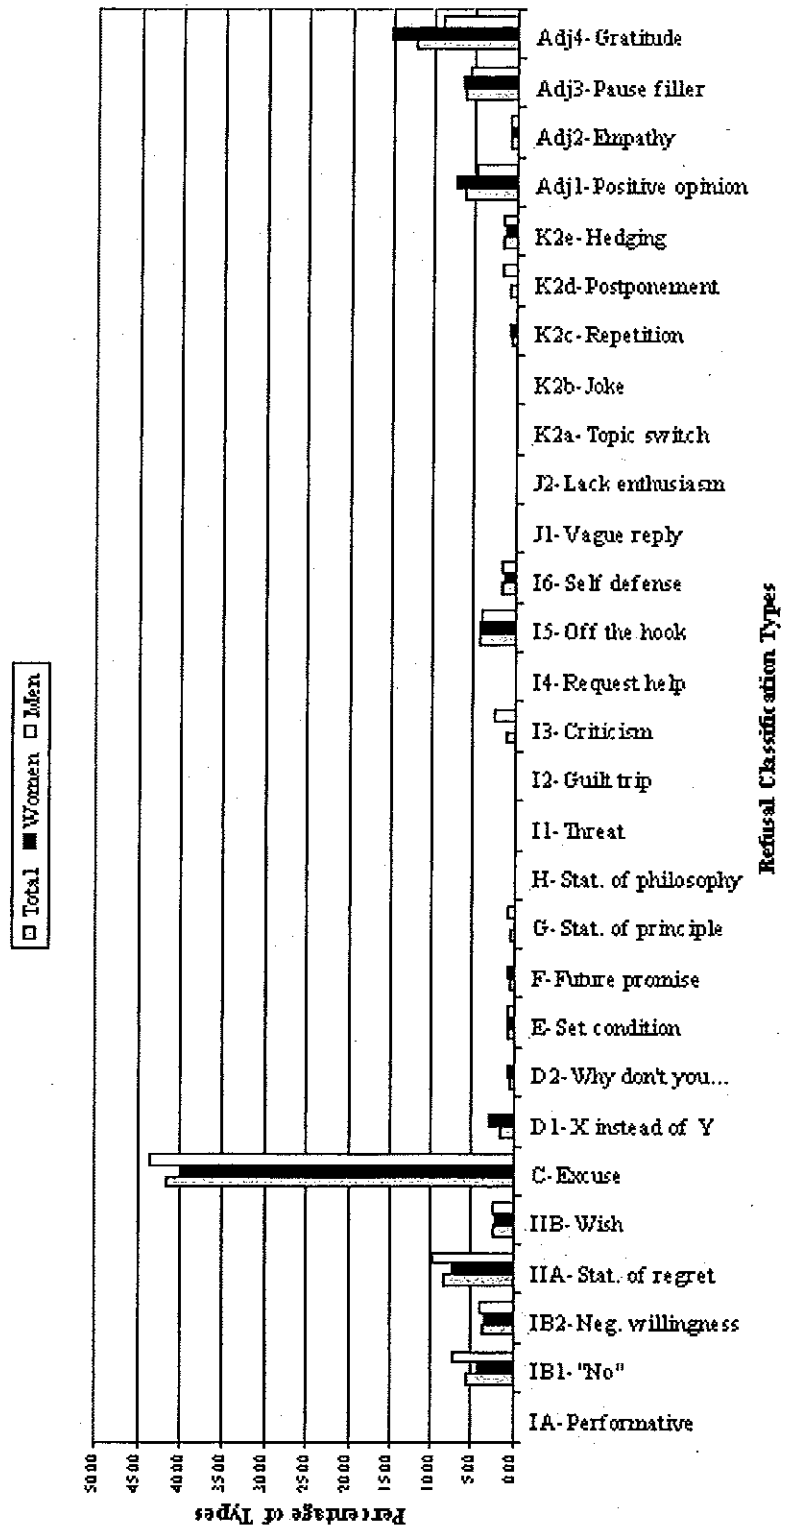 Total Women Men
Percentage of Types
50.00
45.00
40.00
35.00
30.00
25.00
20.00
15.00
10.00
5.00
0.00
IA- Performative
IB1- "No"
IB2- Neg. willingness
IIA- Stat. of regret
IIB- Wish
C- Excuse
D1- X instead of Y
D2- Why don't you...
E- Set condition
F- Future promise
G- Stat. of principle
H- Stat. of philosophy
I1- Threat
I2- Guilt trip
I3- Criticism
I4- Request help
I5- Off the hook
I6- Self defense
J1- Vague reply
J2- Lack enthusiasm
K2a- Topic switch
K2b- Joke
K2c- Repetition
K2d- Postponement
K2e- Hedging
Adj1- Positive opinion
Adj2- Empathy
Adj3- Pause filler
Adj4- Gratitude
Refusal Classification Types